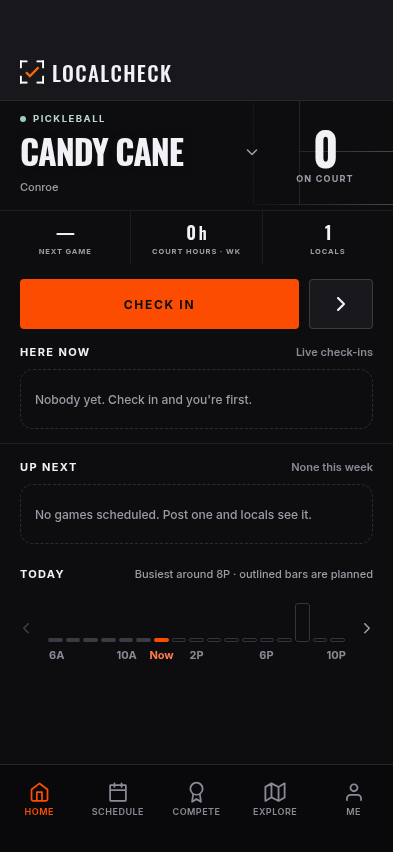 LOCALCHECK
PICKLEBALL
CANDY CANE
Conroe
0
ON COURT
—
NEXT GAME
0h
COURT HOURS · WK
1
LOCALS
CHECK IN
HERE NOW
Live check-ins
Nobody yet. Check in and you're first.
UP NEXT
None this week
No games scheduled. Post one and locals see it.
TODAY
Busiest around 8P · outlined bars are planned
6A 10A Now 2P 6P 10P
HOME SCHEDULE COMPETE EXPLORE ME